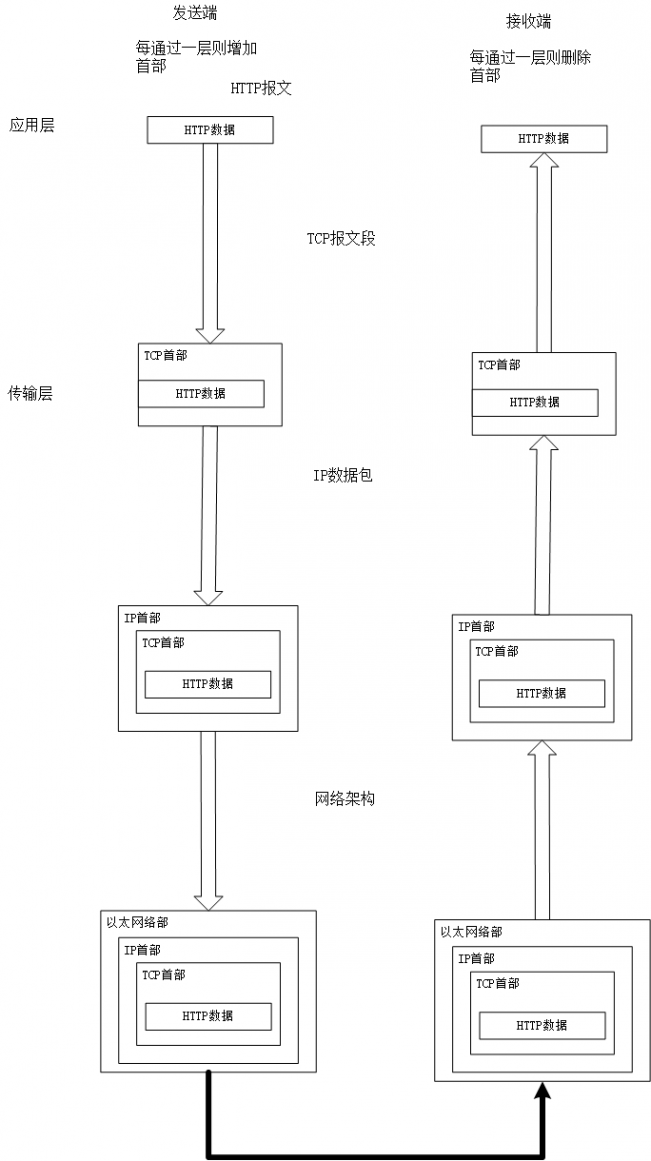 发送端
接收端
每通过一层则增加
首部
每通过一层则删除
首部
HTTP报文
应用层
HTTP数据
HTTP数据
TCP报文段
TCP首部
TCP首部
传输层
HTTP数据
HTTP数据
IP数据包
IP首部
IP首部
TCP首部
TCP首部
HTTP数据
HTTP数据
网络架构
以太网络部
以太网络部
IP首部
IP首部
TCP首部
TCP首部
HTTP数据
HTTP数据